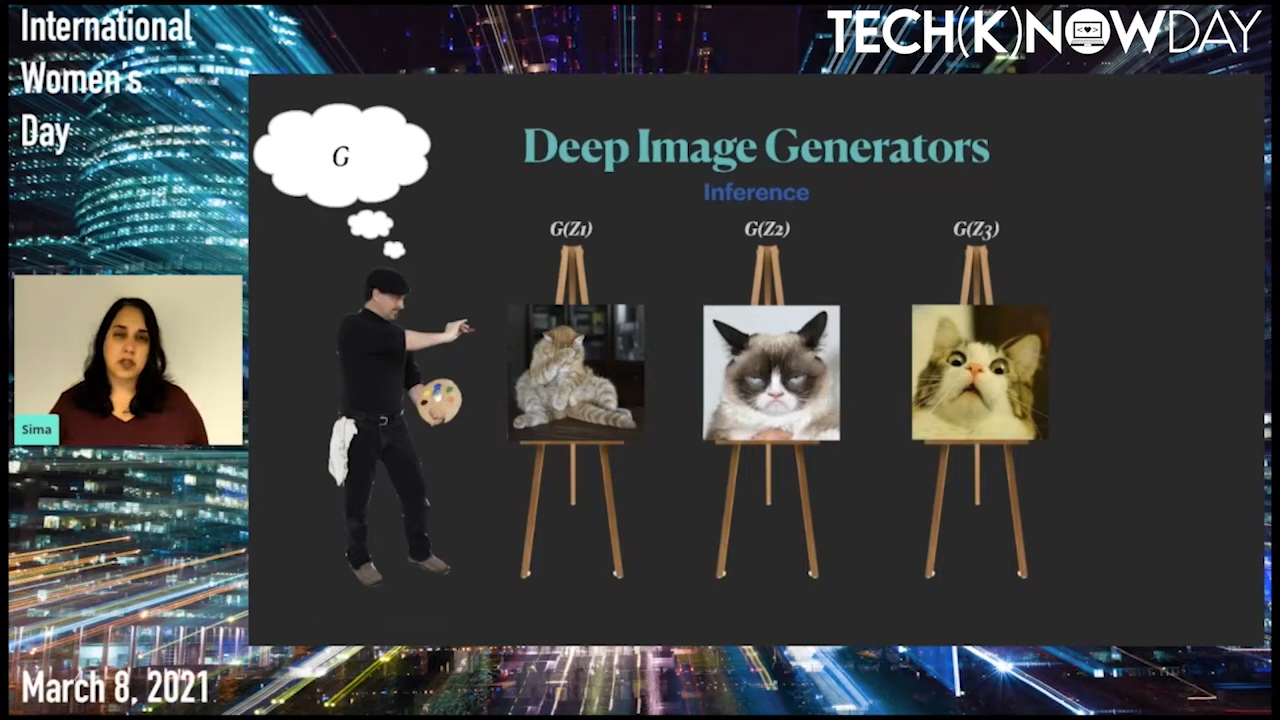 International
Women's
Day
TECH(K)NOWDAY
G
Deep Image Generators
Inference
G(Z1)
G(Z2)
G(Z3)
Sima
March 8, 2021